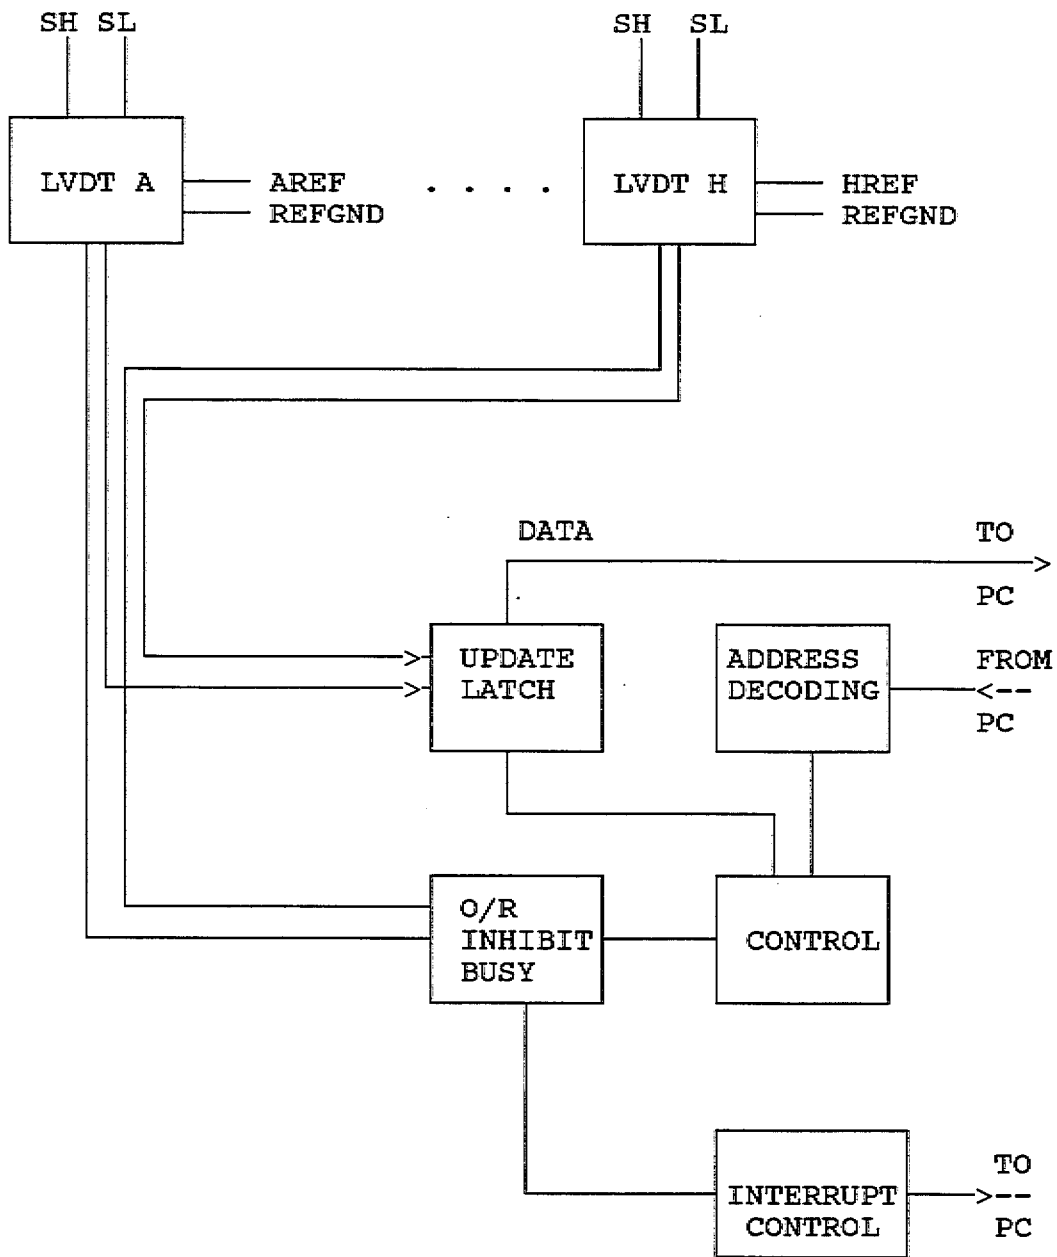 SH SL
SH SL
LVDT A
AREF
REFGND
. . . .
LVDT H
HREF
REFGND
DATA
TO
PC
UPDATE
LATCH
ADDRESS
DECODING
FROM
<--
PC
O/R
INHIBIT
BUSY
CONTROL
INTERRUPT
CONTROL
TO
>--
PC